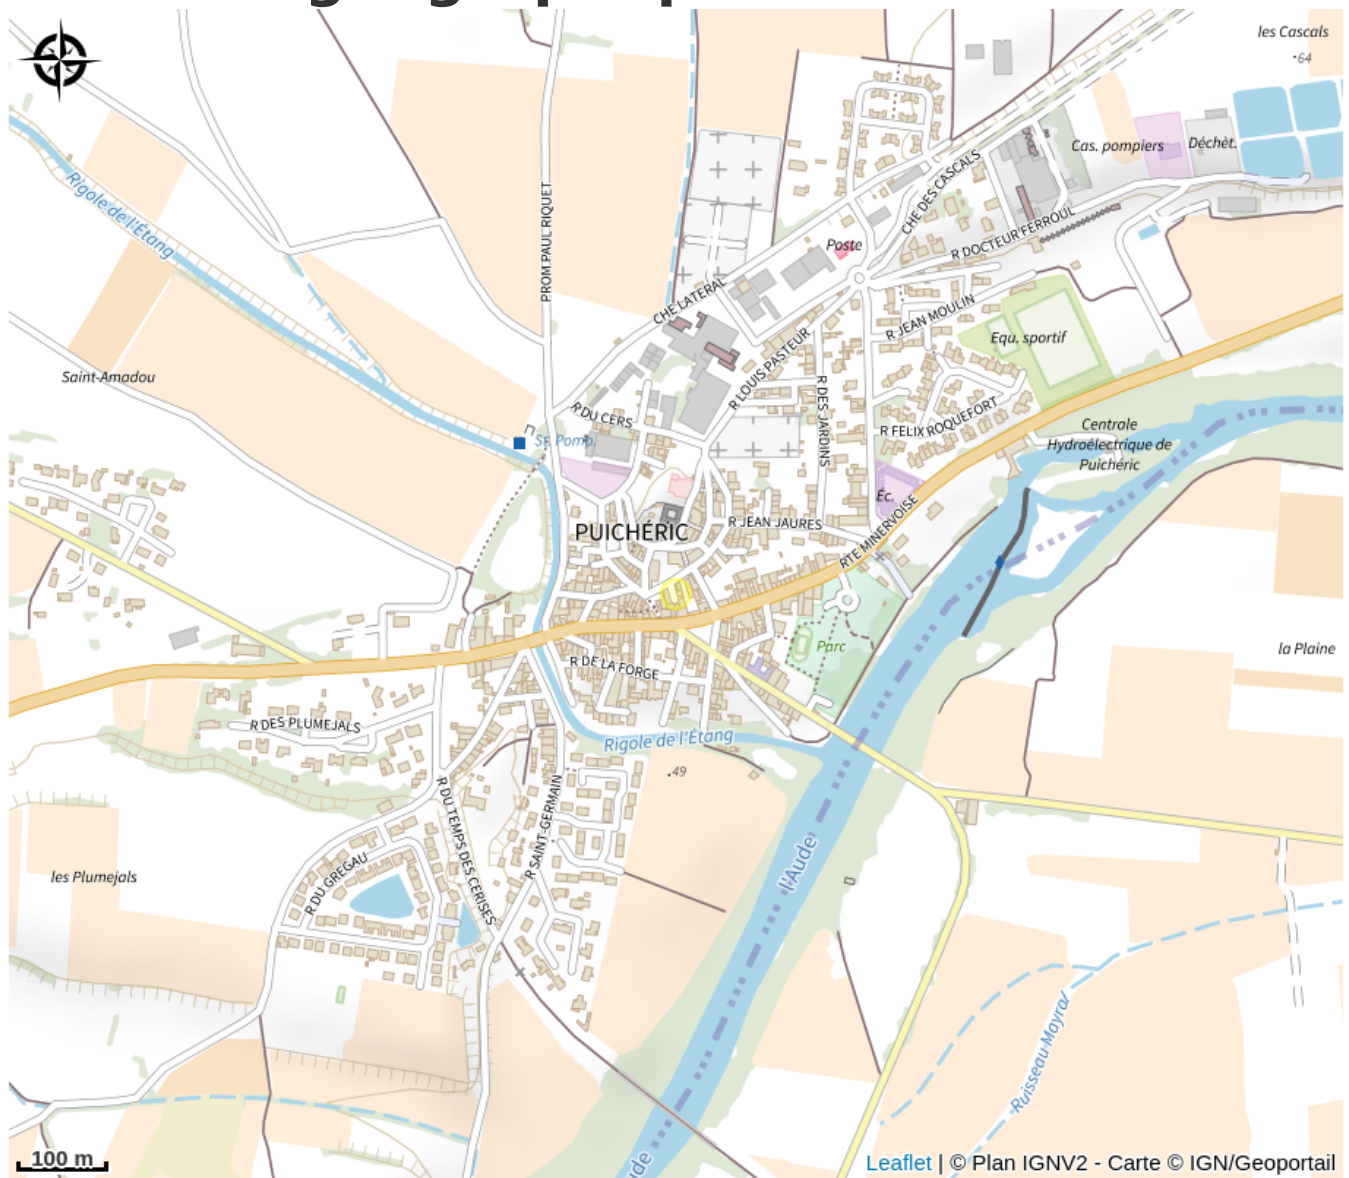 les Cascals
64
Cas. pompiers
Déchèt.
Rigole de l'Étang
PROM PAUL RIQUET
CHE DES CASCALS
Poste
R DOCTEUR FERROUL
CHE LATERAL
R JEAN MOULIN
Equ. sportif
Saint-Amadou
R LOUIS PASTEUR
R DES JARDINS
R DU CERS
R FELIX ROQUEFORT
Centrale
Hydroélectrique de
Puichéric
St. Pomp.
Éc.
PUICHÉRIC
R JEAN JAURES
RTE MINERVOISE
Parc
la Plaine
R DE LA FORGE
R DES PLUMEJALS
Rigole de l'Étang
49
R DU TEMPS DES CERISES
R SAINT-GERMAIN
l'Aude
les Plumejals
R DU GREGAU
Ruisseau Mayral
Aude
100 m
Leaflet | © Plan IGNV2 - Carte © IGN/Geoportail